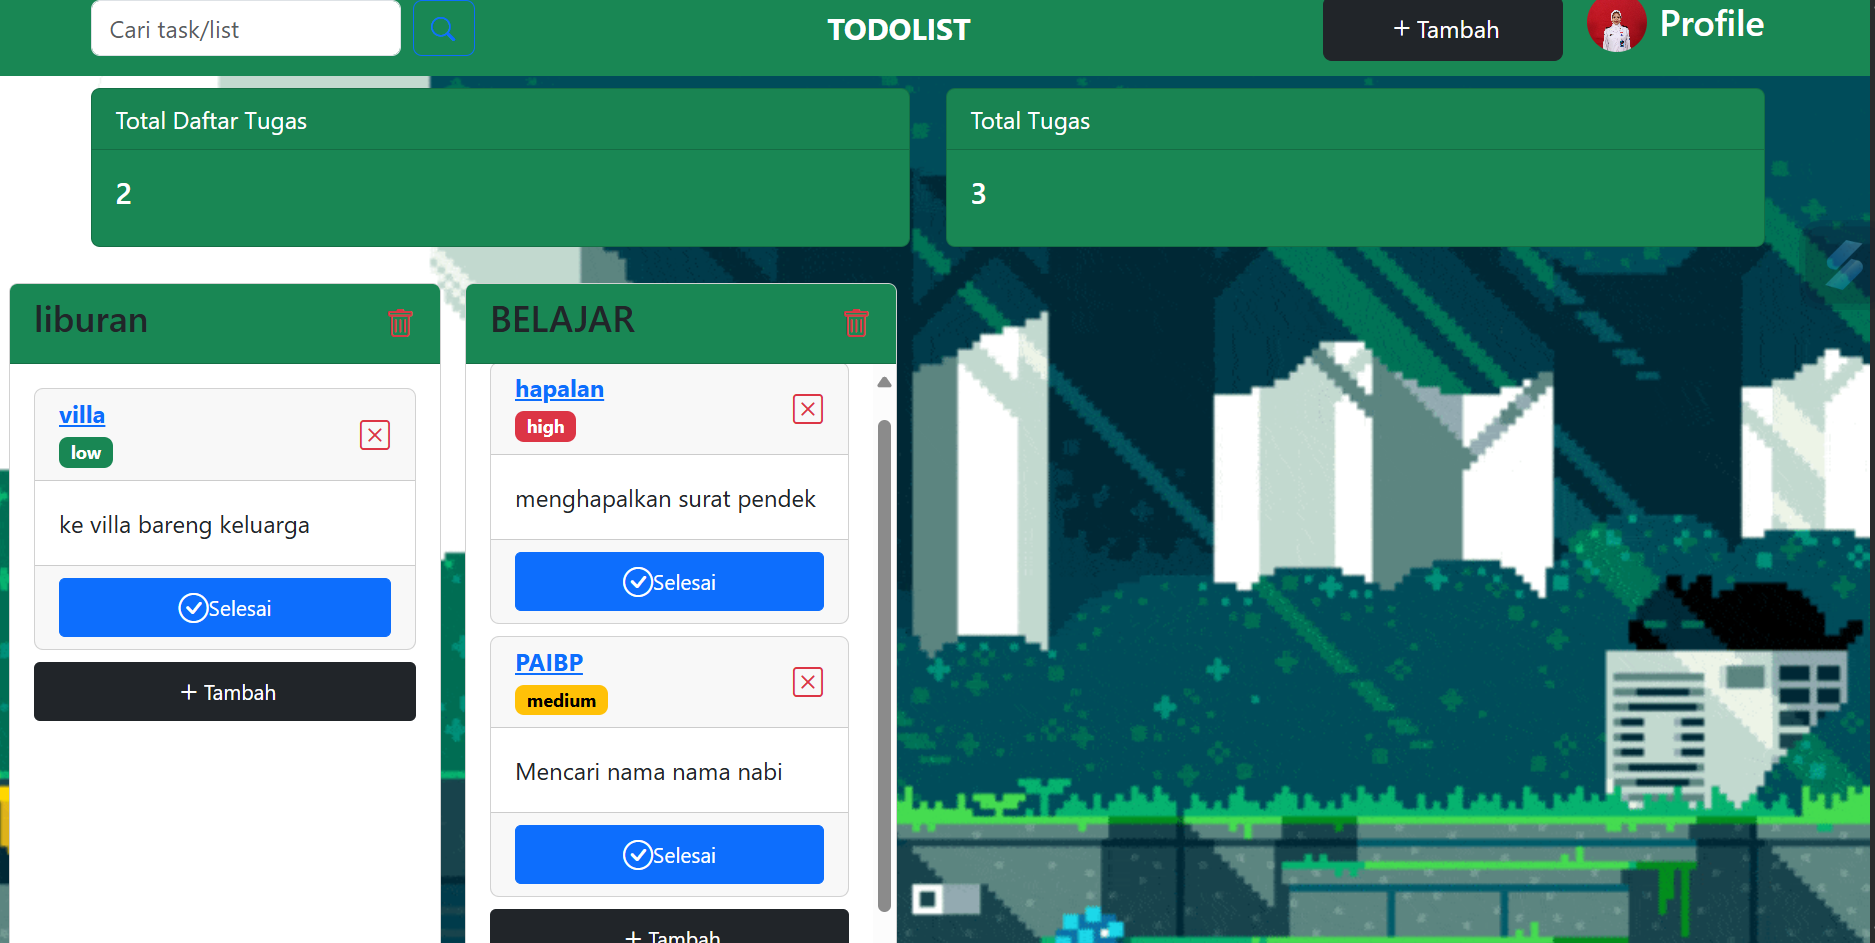 Cari task/list
TODOLIST
+ Tambah
Profile
Total Daftar Tugas
2
Total Tugas
3
liburan
villa
low
ke villa bareng keluarga
Selesai
+ Tambah
BELAJAR
hapalan
high
menghapalkan surat pendek
Selesai
PAIBP
medium
Mencari nama nama nabi
Selesai
+ Tambah